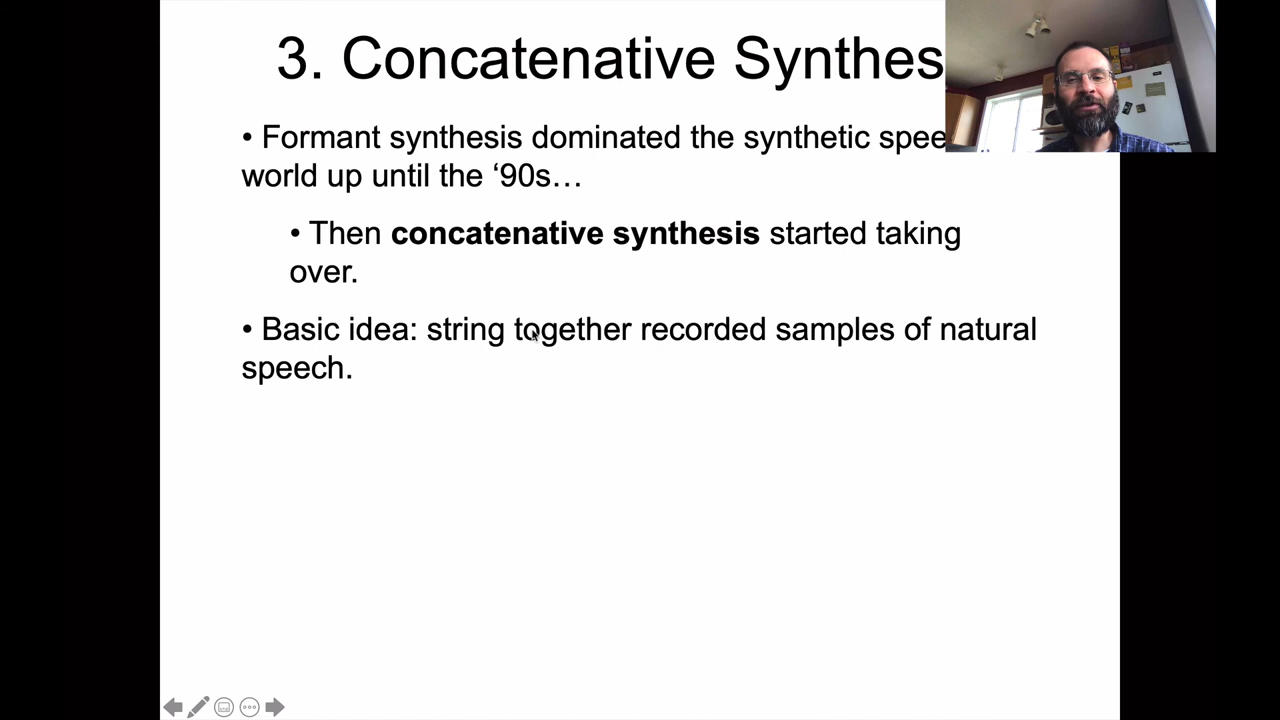 3. Concatenative Synthes
• Formant synthesis dominated the synthetic spee
world up until the ‘90s…
• Then concatenative synthesis started taking
over.
• Basic idea: string together recorded samples of natural
speech.